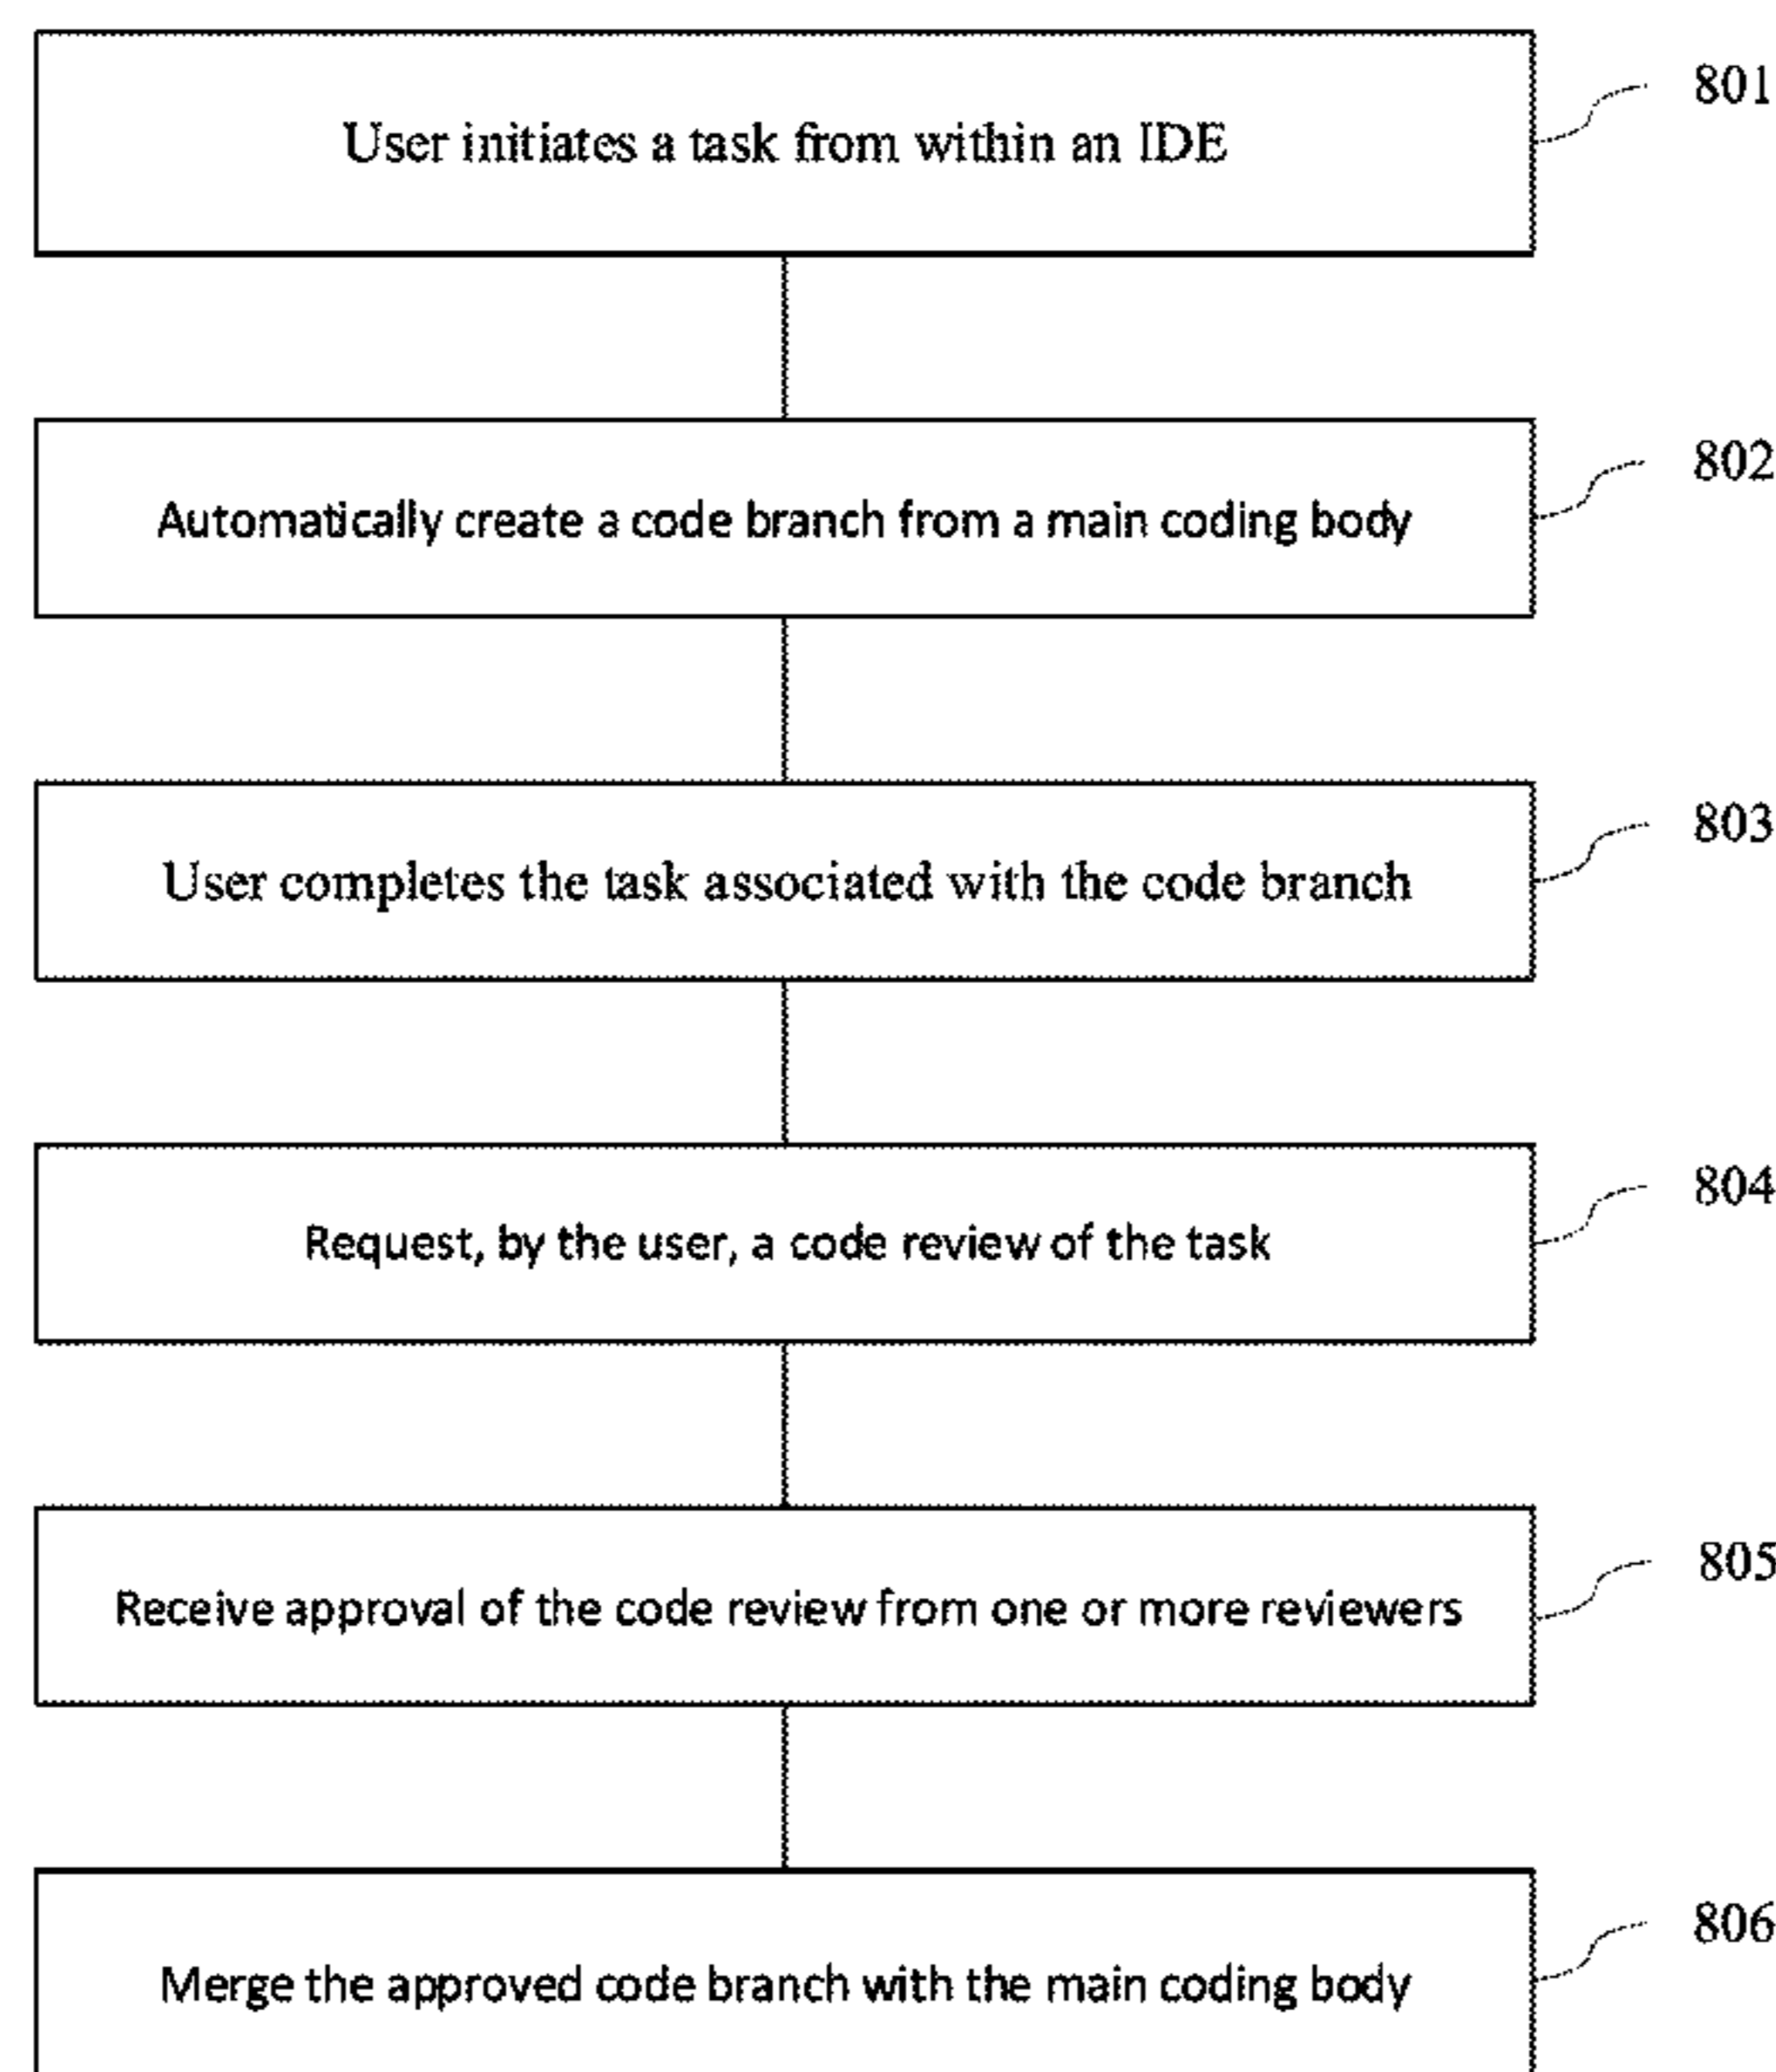 User initiates a task from within an IDE
801
Automatically create a code branch from a main coding body
802
User completes the task associated with the code branch
803
Request, by the user, a code review of the task
804
Receive approval of the code review from one or more reviewers
805
Merge the approved code branch with the main coding body
806